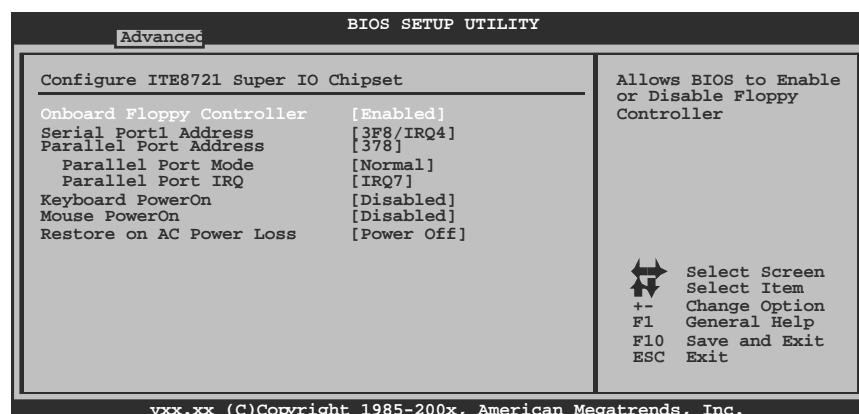 BIOS SETUP UTILITY
Advanced
Configure ITE8721 Super IO Chipset
Onboard Floppy Controller [Enabled]
Serial Port1 Address [3F8/IRQ4]
Parallel Port Address [378]
Parallel Port Mode [Normal]
Parallel Port IRQ [IRQ7]
Keyboard PowerOn [Disabled]
Mouse PowerOn [Disabled]
Restore on AC Power Loss [Power Off]
Allows BIOS to Enable
or Disable Floppy
Controller
Select Screen
Select Item
+- Change Option
F1 General Help
F10 Save and Exit
ESC Exit
vxx.xx (C)Copyright 1985-200x, American Megatrends, Inc.